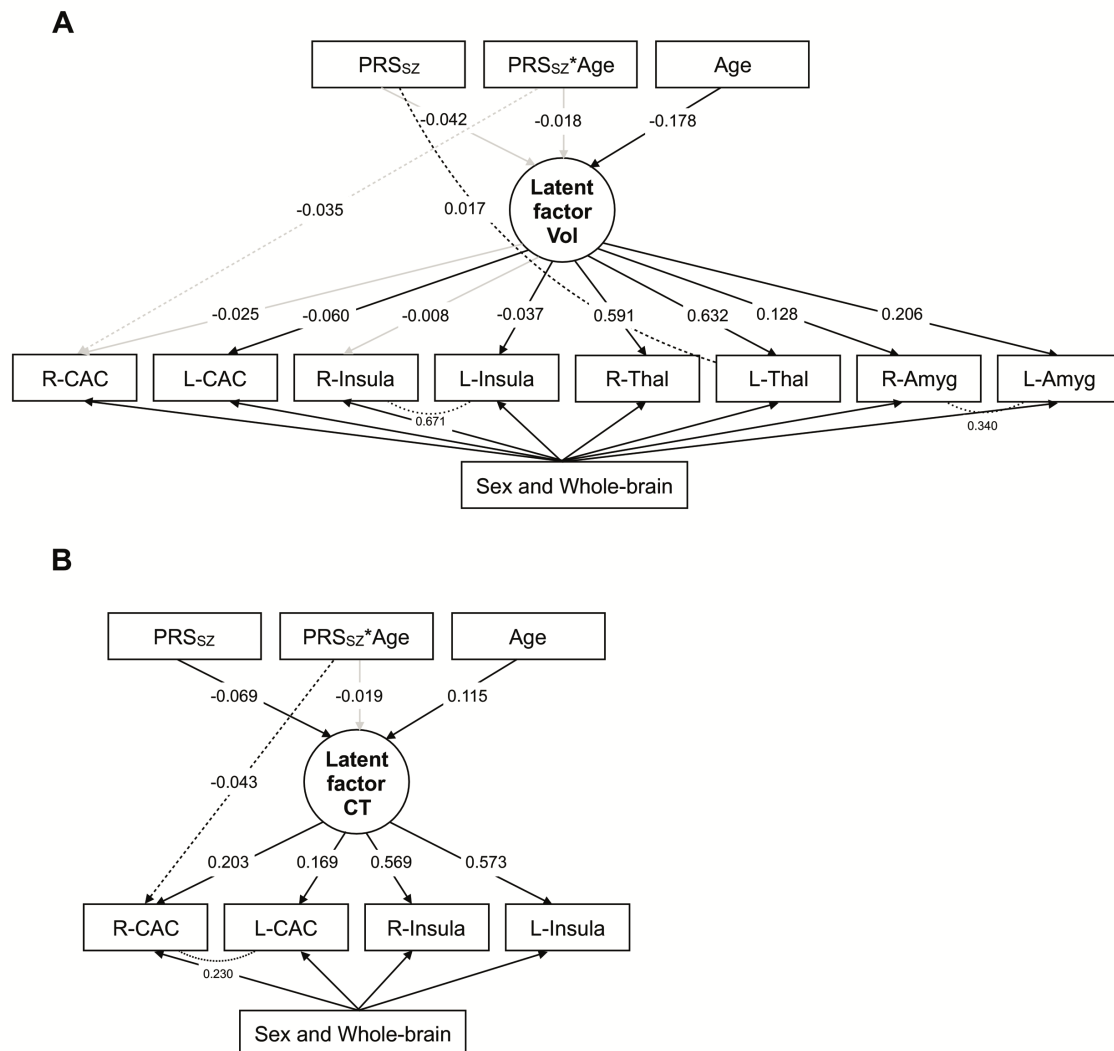 A
PRSSZ PRSSZ*Age Age
-0.042 -0.018 -0.178
Latent
factor
Vol
-0.035 0.017
-0.025 -0.060 -0.008 -0.037 0.591 0.632 0.128 0.206
R-CAC L-CAC R-Insula L-Insula R-Thal L-Thal R-Amyg L-Amyg
0.671 0.340
Sex and Whole-brain
B
PRSSZ PRSSZ*Age Age
-0.069 -0.019 0.115
Latent
factor
CT
-0.043
0.203 0.169 0.569 0.573
R-CAC L-CAC R-Insula L-Insula
0.230
Sex and Whole-brain